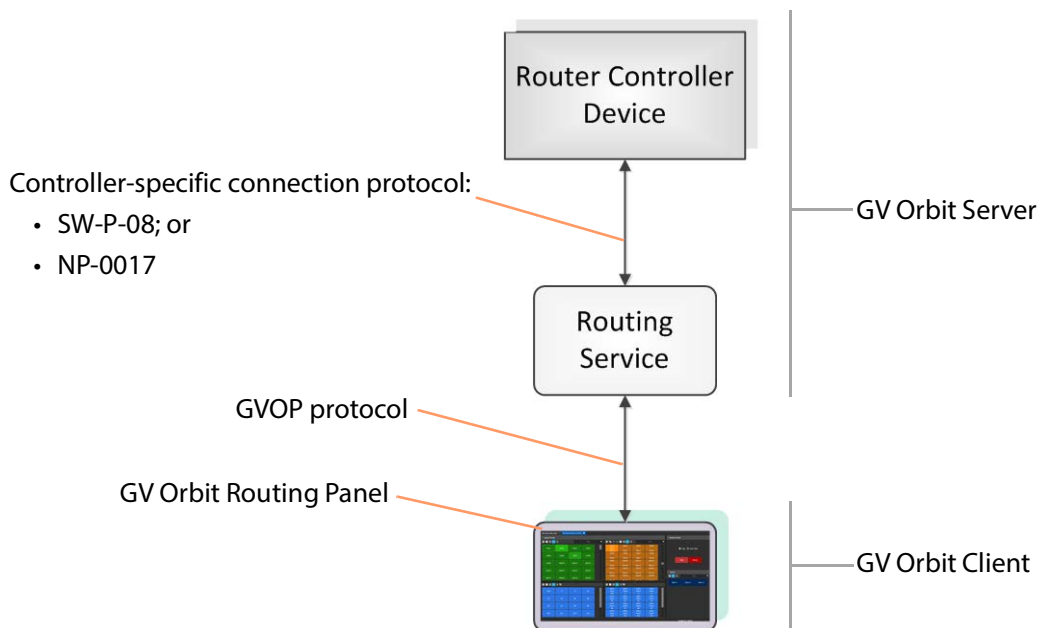 Router Controller
Device
Controller-specific connection protocol:
• SW-P-08; or
• NP-0017
GV Orbit Server
Routing
Service
GVOP protocol
GV Orbit Routing Panel
GV Orbit Client